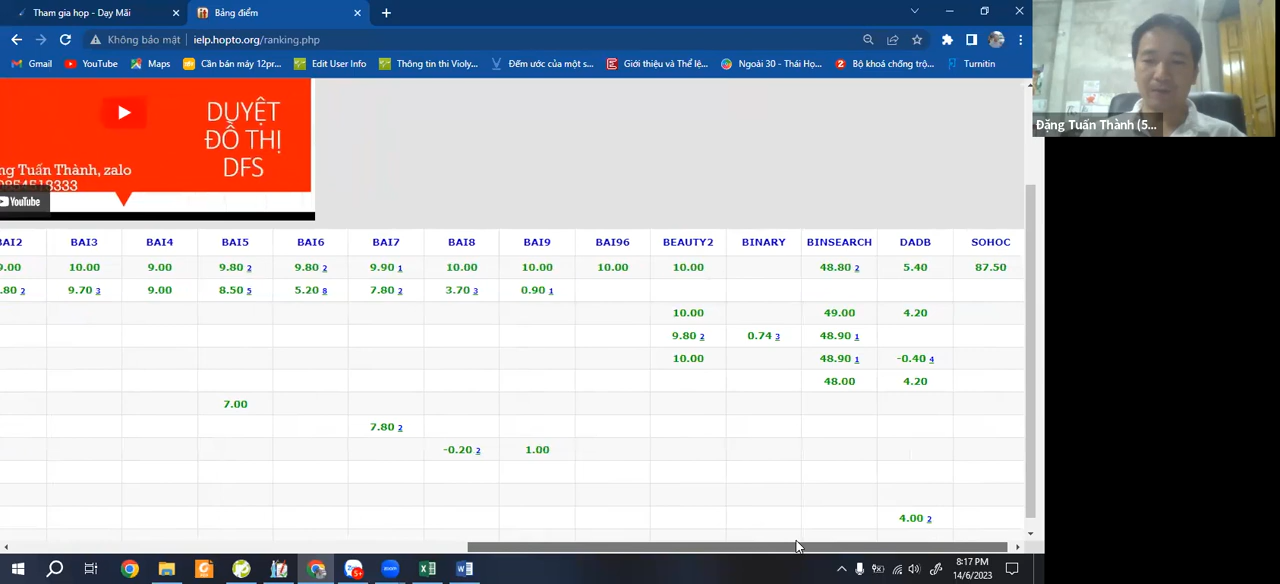 Tham gia họp - Dạy Mãi
Bảng điểm
Không bảo mật
ielp.hopto.org/ranking.php
Gmail
YouTube
Maps
Cần bán máy 12pr...
Edit User Info
Thông tin thi Violy...
Đếm ước của một s...
Giới thiệu và Thể lệ...
Ngoài 30 - Thái Họ...
Bộ khoá chống trộ...
Turnitin
Đặng Tuấn Thành (5...
DUYỆT
ĐỒ THỊ
DFS
ng Tuấn Thành, zalo
0854518333
YouTube
BAI2 BAI3 BAI4 BAI5 BAI6 BAI7 BAI8 BAI9 BAI96 BEAUTY2 BINARY BINSEARCH DADB SOHOC
9.00 10.00 9.00 9.80 2 9.80 2 9.90 1 10.00 10.00 10.00 10.00 48.80 2 5.40 87.50
.80 2 9.70 3 9.00 8.50 5 5.20 8 7.80 2 3.70 3 0.90 1
10.00 49.00 4.20
9.80 2 0.74 3 48.90 1
10.00 48.90 1 -0.40 4
48.00 4.20
7.00
7.80 2
-0.20 2 1.00
4.00 2
8:17 PM
14/6/2023